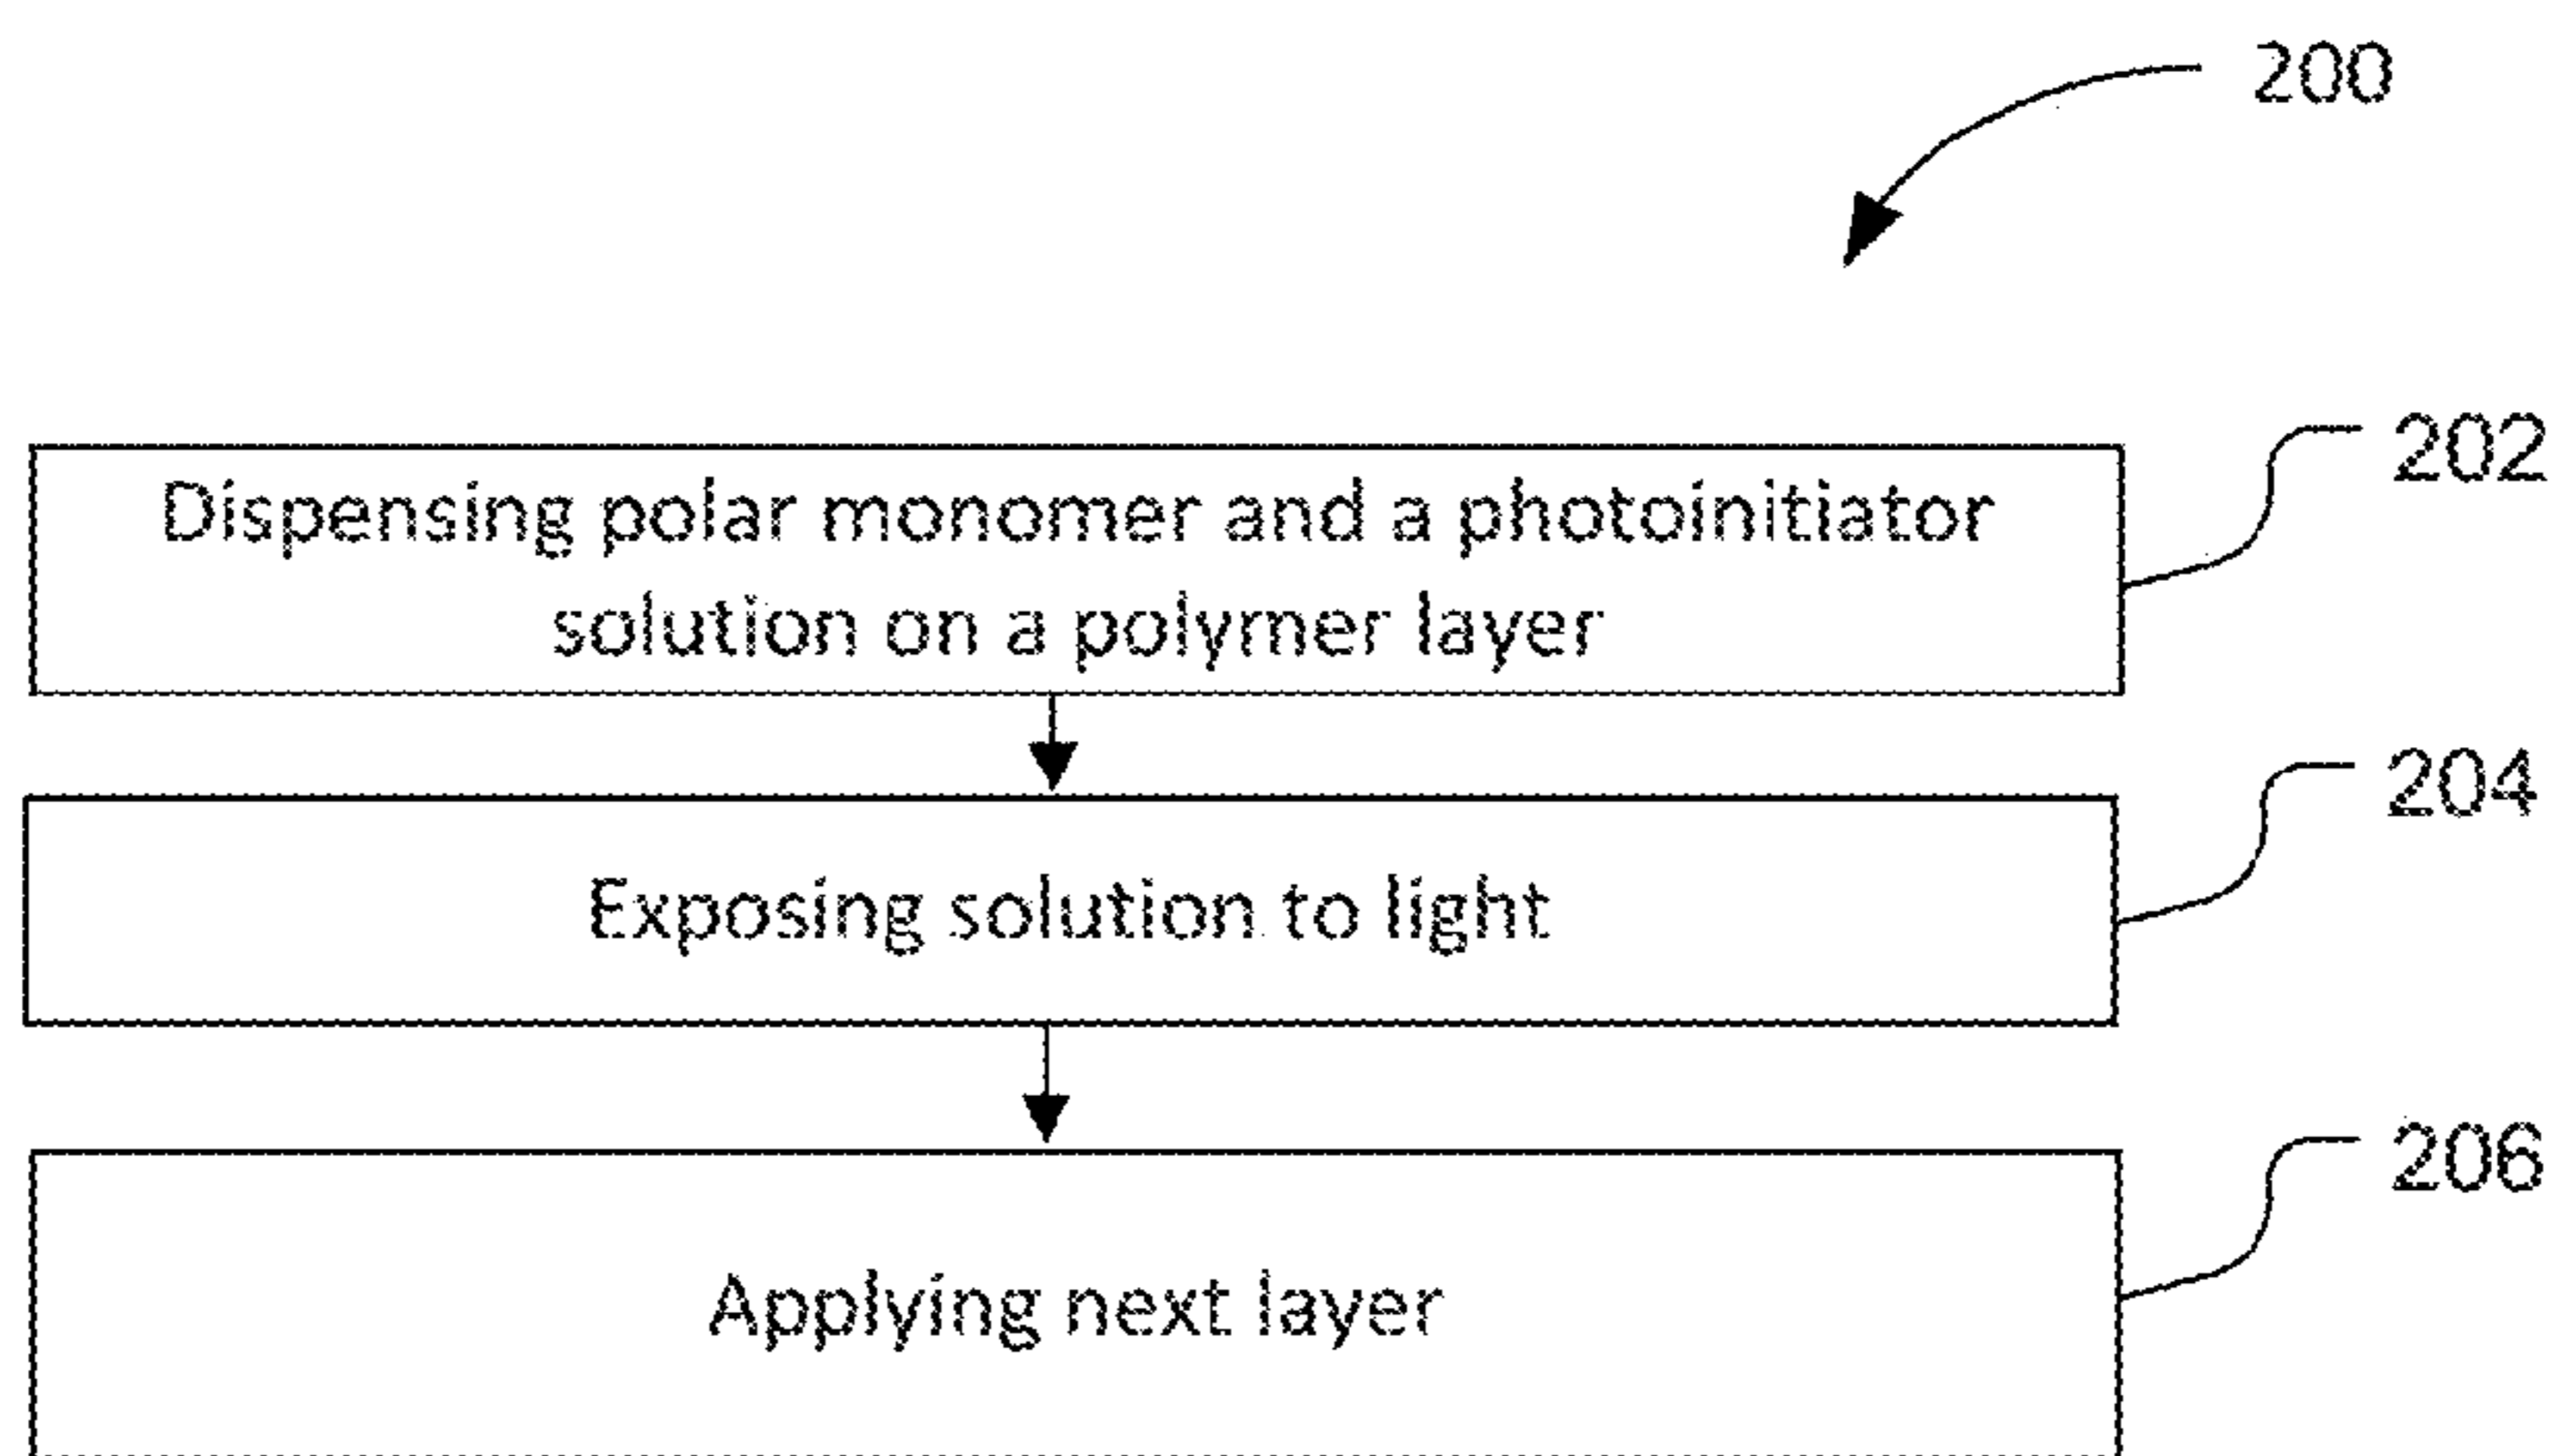 200
202
Dispensing polar monomer and a photoinitiator
solution on a polymer layer
204
Exposing solution to light
206
Applying next layer